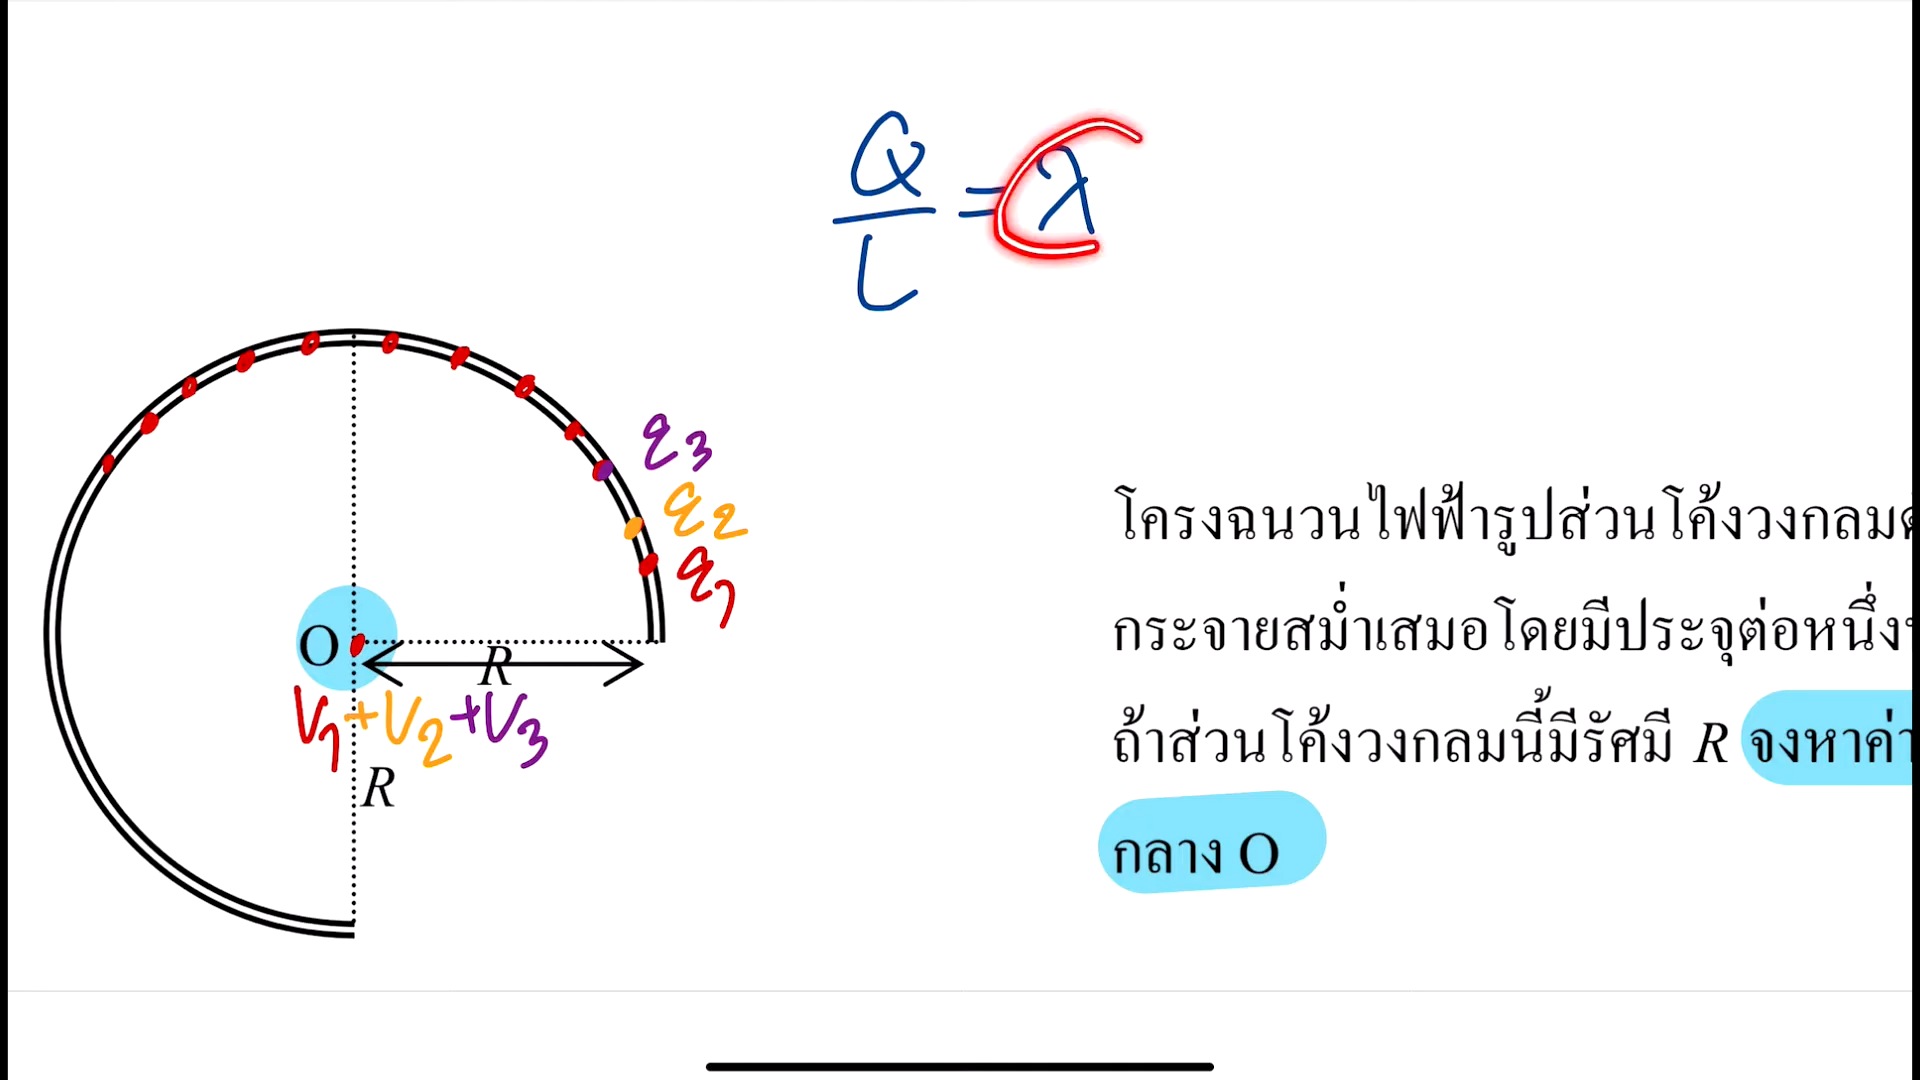 Q
L
= λ
q3
q2
q1
O
R
V1+V2+V3
R
โครงฉนวนไฟฟ้ารูปส่วนโค้งวงกลม
กระจายสม่ำเสมอโดยมีประจุต่อหนึ่ง
ถ้าส่วนโค้งวงกลมนี้มีรัศมี R จงหาค่า
กลาง O